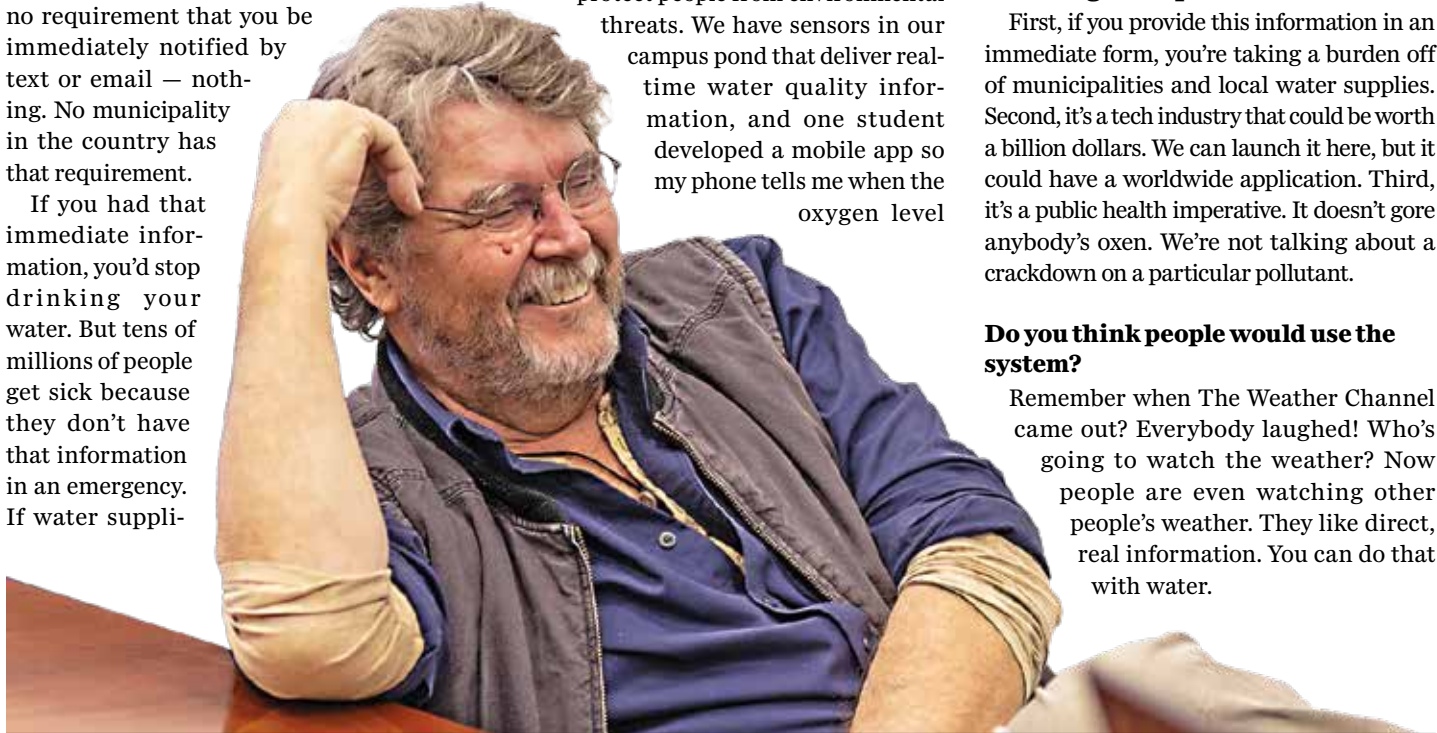 no requirement that you be
immediately notified by
text or email — noth-
ing. No municipality
in the country has
that requirement.
If you had that
immediate infor-
mation, you’d stop
drinking your
water. But tens of
millions of people
get sick because
they don’t have
that information
in an emergency.
If water suppli-
protect people from environmental
threats. We have sensors in our
campus pond that deliver real-
time water quality infor-
mation, and one student
developed a mobile app so
my phone tells me when the
oxygen level
First, if you provide this information in an
immediate form, you’re taking a burden off
of municipalities and local water supplies.
Second, it’s a tech industry that could be worth
a billion dollars. We can launch it here, but it
could have a worldwide application. Third,
it’s a public health imperative. It doesn’t gore
anybody’s oxen. We’re not talking about a
crackdown on a particular pollutant.
Do you think people would use the
system?
Remember when The Weather Channel
came out? Everybody laughed! Who’s
going to watch the weather? Now
people are even watching other
people’s weather. They like direct,
real information. You can do that
with water.